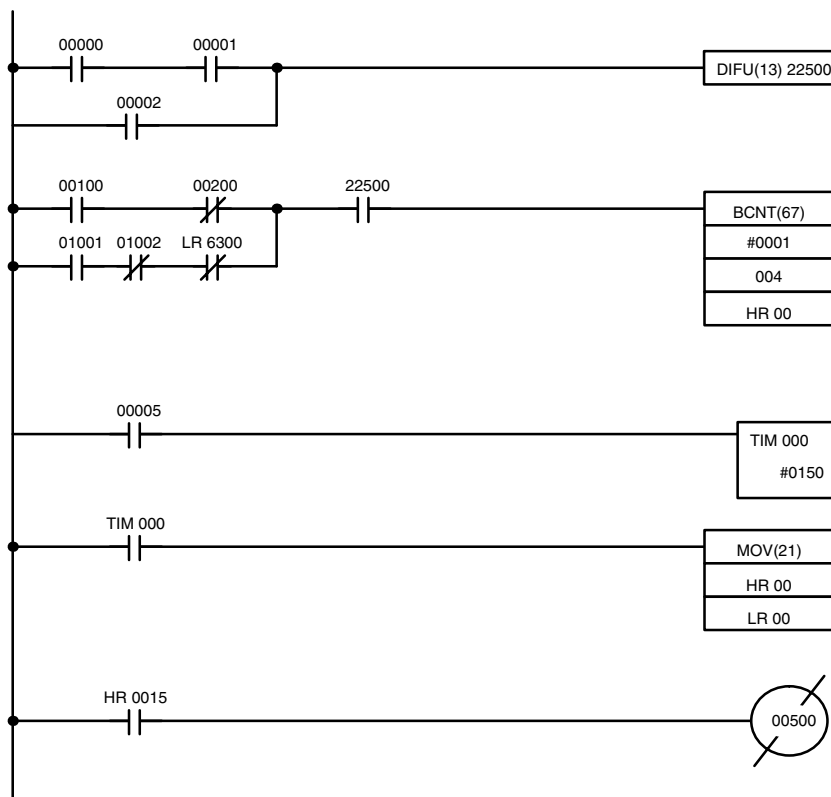 00000 00001
DIFU(13) 22500
00002
00100 00200 22500
BCNT(67)
01001 01002 LR 6300
#0001
004
HR 00
00005
TIM 000
#0150
TIM 000
MOV(21)
HR 00
LR 00
HR 0015
00500